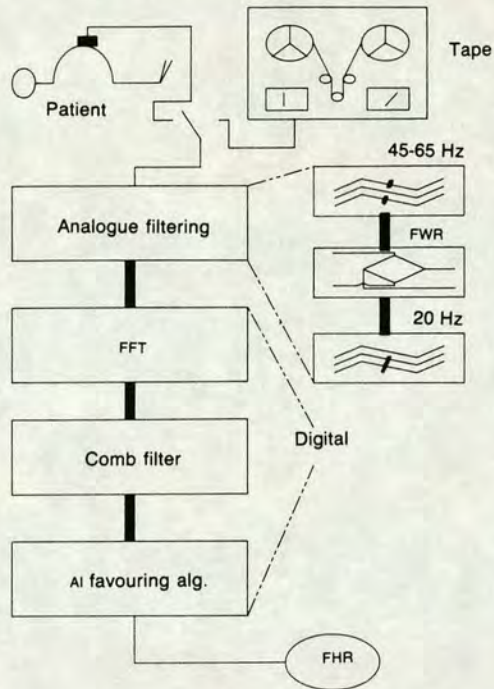 Tape
Patient
45-65 Hz
Analogue filtering
FWR
20 Hz
FFT
Digital
Comb filter
AI favouring alg.
FHR